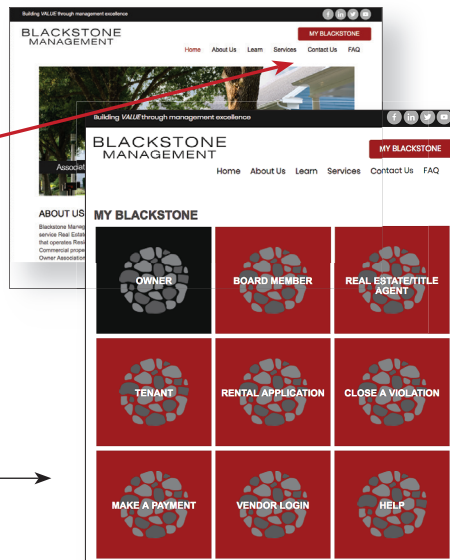 Building VALUE through management excellence
BLACKSTONE
MANAGEMENT
MY BLACKSTONE
Home About Us Learn Services Contact Us FAQ
Associat
ABOUT US
Blackstone Manag
service Real Estate
that operates Resi
Commercial prope
Owner Association
Building VALUE through management excellence
BLACKSTONE
MANAGEMENT
MY BLACKSTONE
Home About Us Learn Services Contact Us FAQ
MY BLACKSTONE
OWNER
BOARD MEMBER
REAL ESTATE/TITLE
AGENT
TENANT
RENTAL APPLICATION
CLOSE A VIOLATION
MAKE A PAYMENT
VENDOR LOGIN
HELP